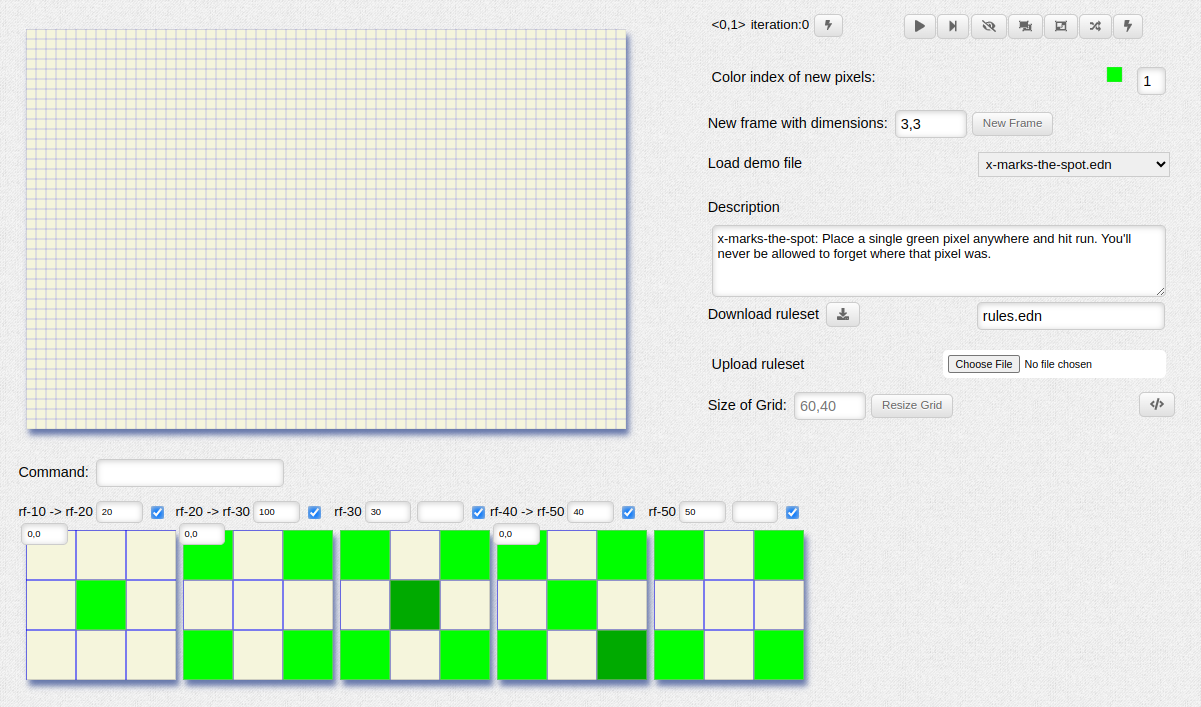 <0,1> iteration:0
Color index of new pixels:
1
New frame with dimensions:
3,3
New Frame
Load demo file
x-marks-the-spot.edn
Description
x-marks-the-spot: Place a single green pixel anywhere and hit run. You'll
never be allowed to forget where that pixel was.
Download ruleset
rules.edn
Upload ruleset
Choose File No file chosen
Size of Grid:
60,40
Resize Grid
Command:
rf-10 -> rf-20 20 rf-20 -> rf-30 100 rf-30 30 rf-40 -> rf-50 40 rf-50 50
0,0 0,0 0,0